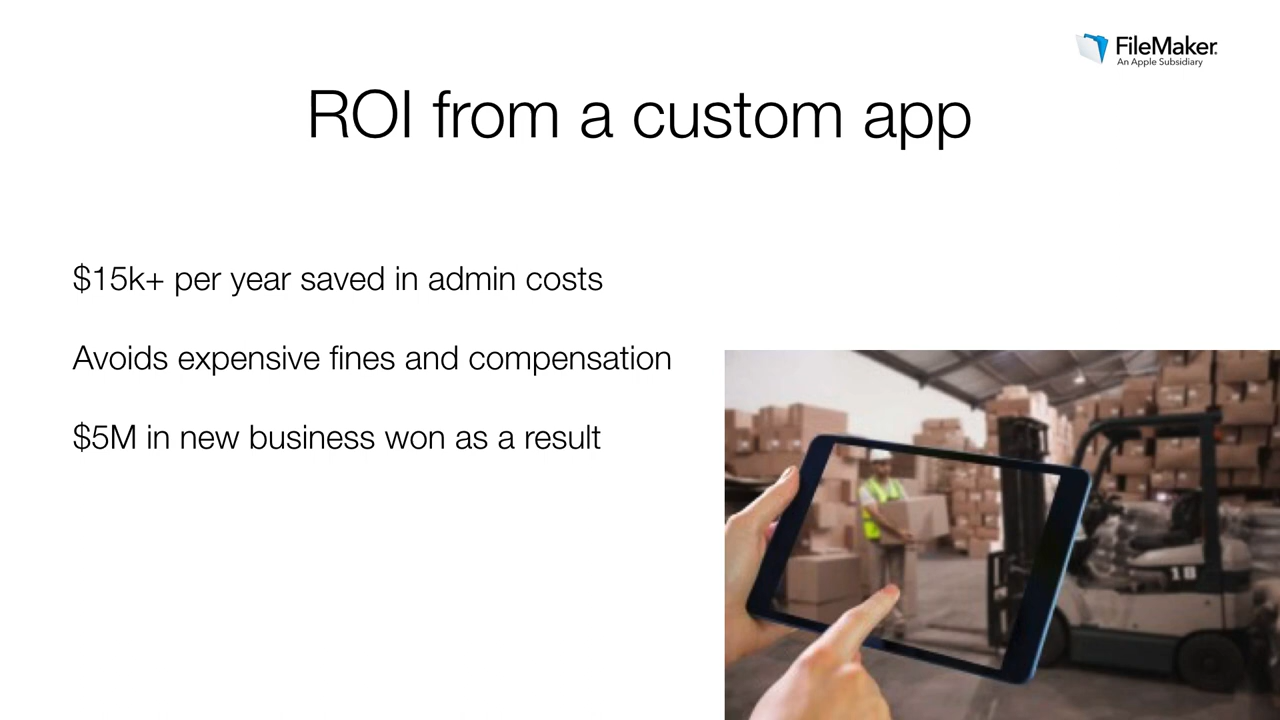 FileMaker
An Apple Subsidiary
ROI from a custom app
$15k+ per year saved in admin costs
Avoids expensive fines and compensation
$5M in new business won as a result
18